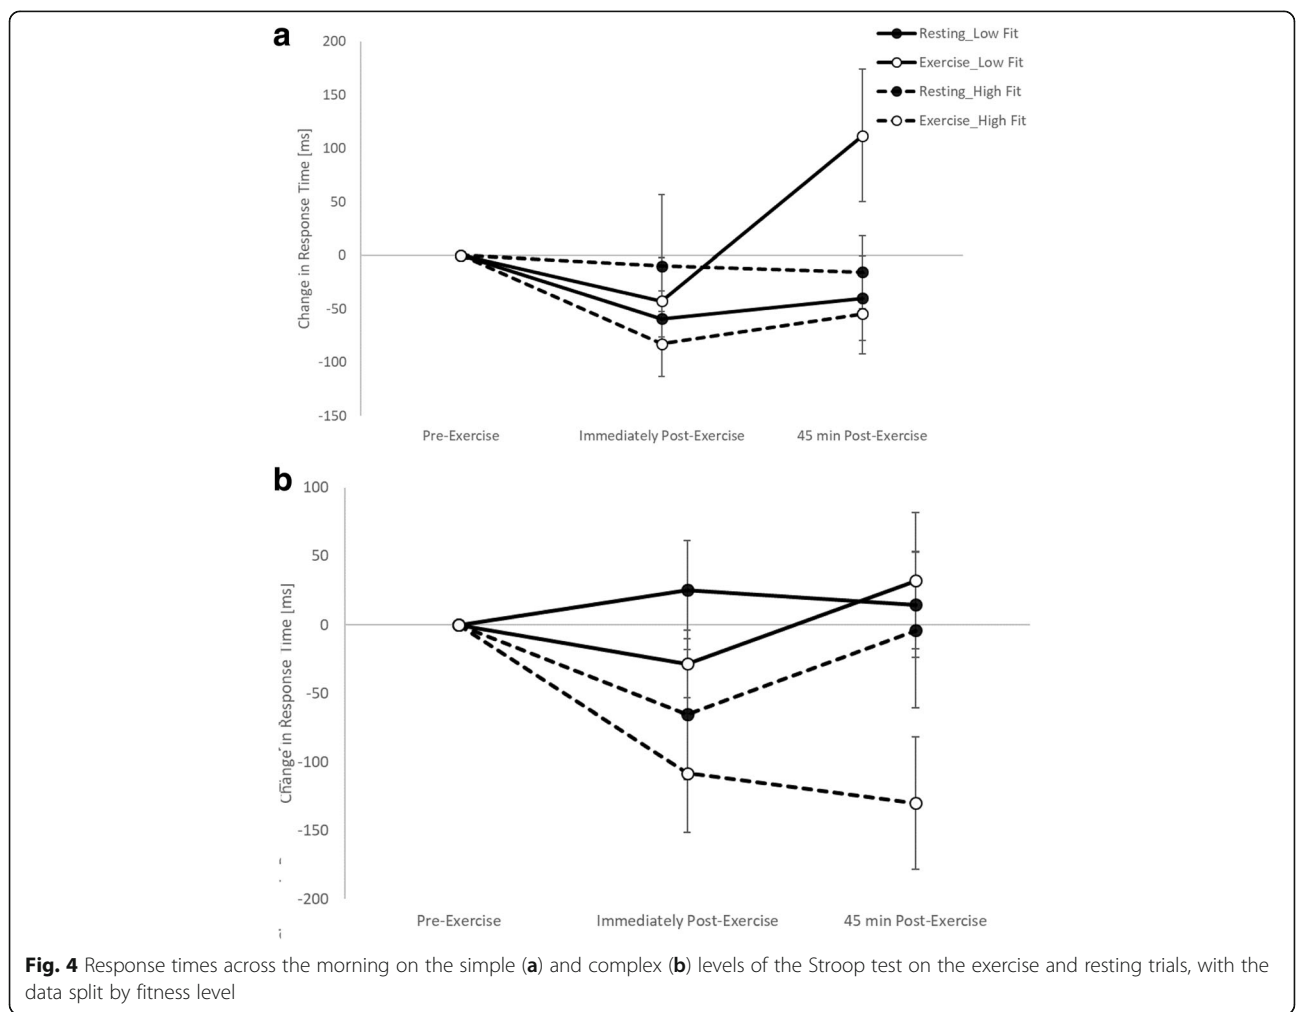 a
Resting_Low Fit
Exercise_Low Fit
Resting_High Fit
Exercise_High Fit
Change in Response Time [ms]
200
150
100
50
0
-50
-100
-150
Pre-Exercise Immediately Post-Exercise 45 min Post-Exercise
b
Change in Response Time [ms]
100
50
0
-50
-100
-150
-200
Pre-Exercise Immediately Post-Exercise 45 min Post-Exercise
Fig. 4 Response times across the morning on the simple (a) and complex (b) levels of the Stroop test on the exercise and resting trials, with the
data split by fitness level